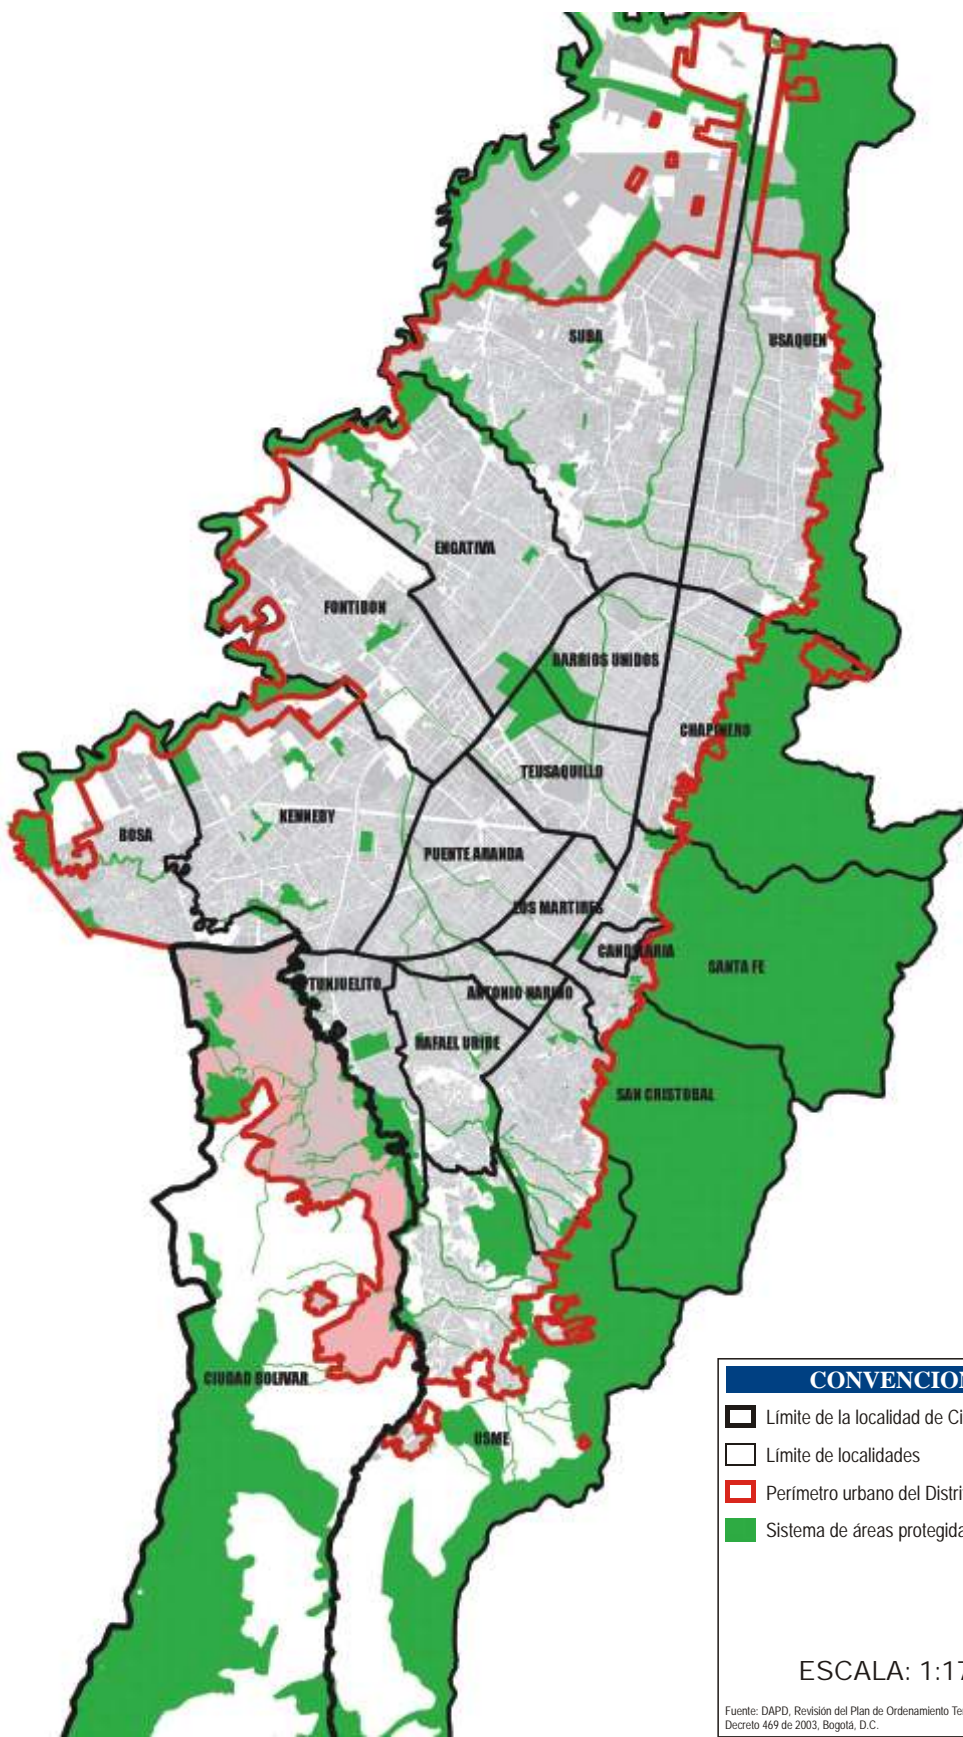 SUBA
USAQUEN
ENGATIVA
FONTIBON
BARRIOS UNIDOS
CHAPINERO
TEUSAQUILLO
KENNEDY
BOSA
PUENTE ARANDA
LOS MARTIRES
CANDELARIA
SANTA FE
TUNJUELITO
ANTONIO NARIÑO
RAFAEL URIBE
SAN CRISTOBAL
CIUDAD BOLIVAR
USME
CONVENCION
Límite de la localidad de Ci
Límite de localidades
Perímetro urbano del Distri
Sistema de áreas protegida
ESCALA: 1:17
Fuente: DAPD, Revisión del Plan de Ordenamiento Te
Decreto 469 de 2003, Bogotá, D.C.